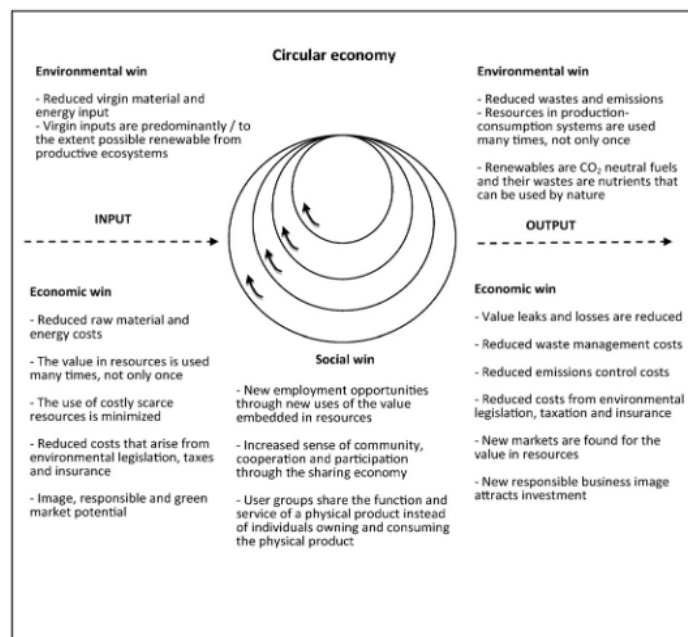 Circular economy
Environmental win
- Reduced virgin material and
energy input
- Virgin inputs are predominantly / to
the extent possible renewable from
productive ecosystems
INPUT
Economic win
- Reduced raw material and
energy costs
- The value in resources is used
many times, not only once
- The use of costly scarce
resources is minimized
- Reduced costs that arise from
environmental legislation, taxes
and insurance
- Image, responsible and green
market potential
Social win
- New employment opportunities
through new uses of the value
embedded in resources
- Increased sense of community,
cooperation and participation
through the sharing economy
- User groups share the function and
service of a physical product instead
of individuals owning and consuming
the physical product
Environmental win
- Reduced wastes and emissions
- Resources in production-
consumption systems are used
many times, not only once
- Renewables are CO₂ neutral fuels
and their wastes are nutrients that
can be used by nature
OUTPUT
Economic win
- Value leaks and losses are reduced
- Reduced waste management costs
- Reduced emissions control costs
- Reduced costs from environmental
legislation, taxation and insurance
- New markets are found for the
value in resources
- New responsible business image
attracts investment